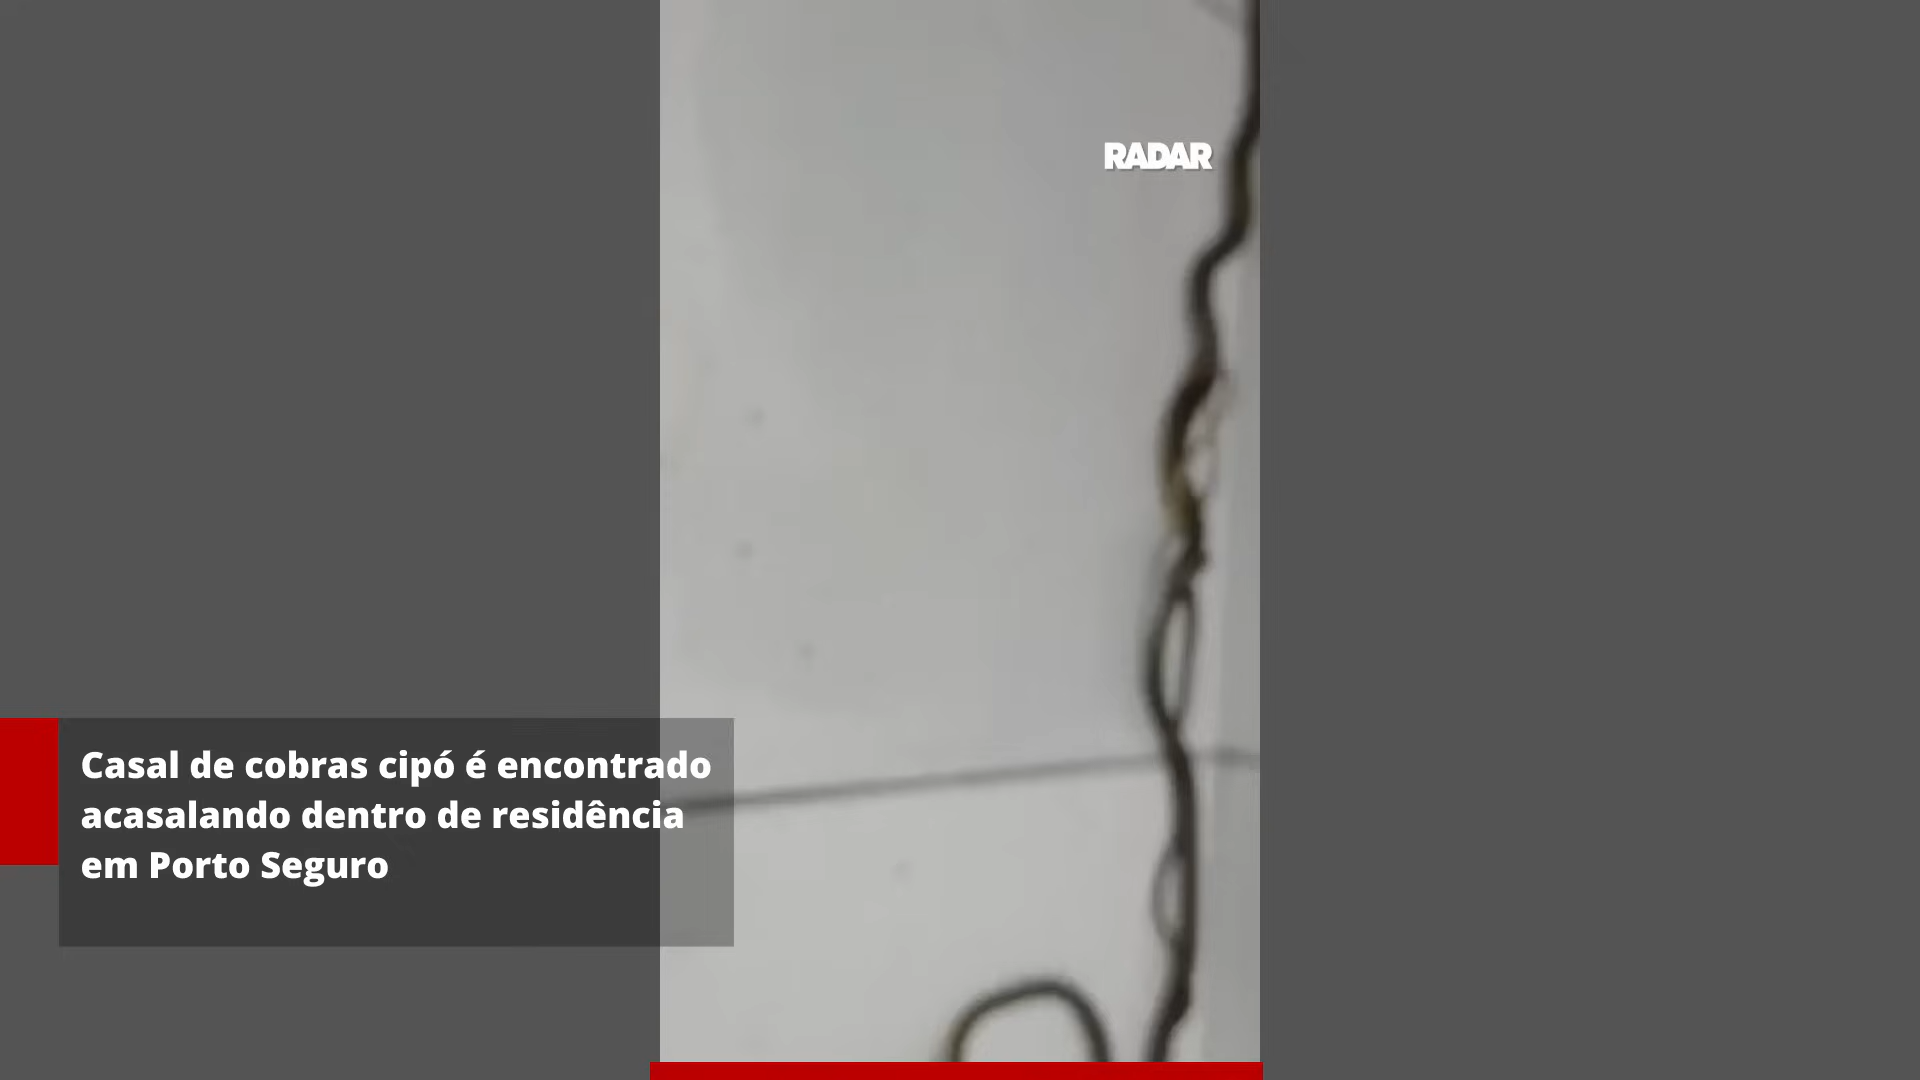 RADAR
Casal de cobras cipó é encontrado
acasalando dentro de residência
em Porto Seguro